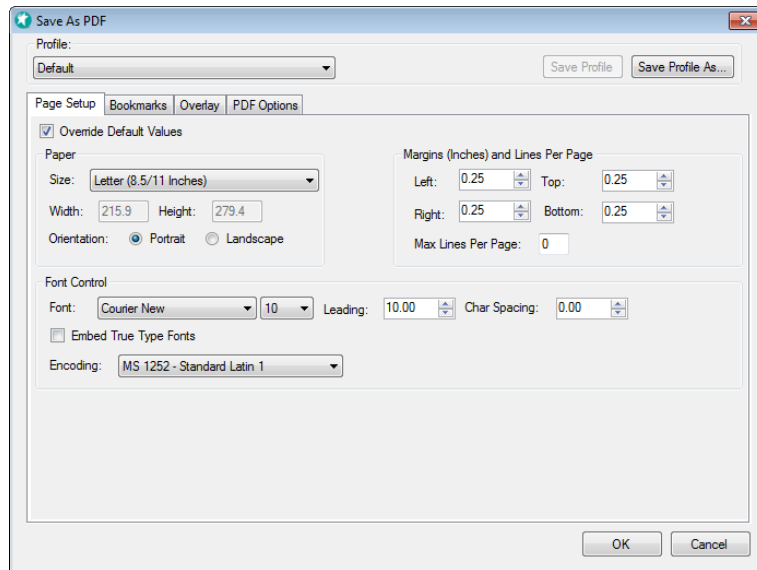 Save As PDF
Profile:
Default
Save Profile
Save Profile As...
Page Setup
Bookmarks
Overlay
PDF Options
Override Default Values
Paper
Size: Letter (8.5/11 Inches)
Width: 215.9 Height: 279.4
Orientation: Portrait Landscape
Margins (Inches) and Lines Per Page
Left: 0.25 Top: 0.25
Right: 0.25 Bottom: 0.25
Max Lines Per Page: 0
Font Control
Font: Courier New 10 Leading: 10.00 Char Spacing: 0.00
Embed True Type Fonts
Encoding: MS 1252 - Standard Latin 1
OK Cancel